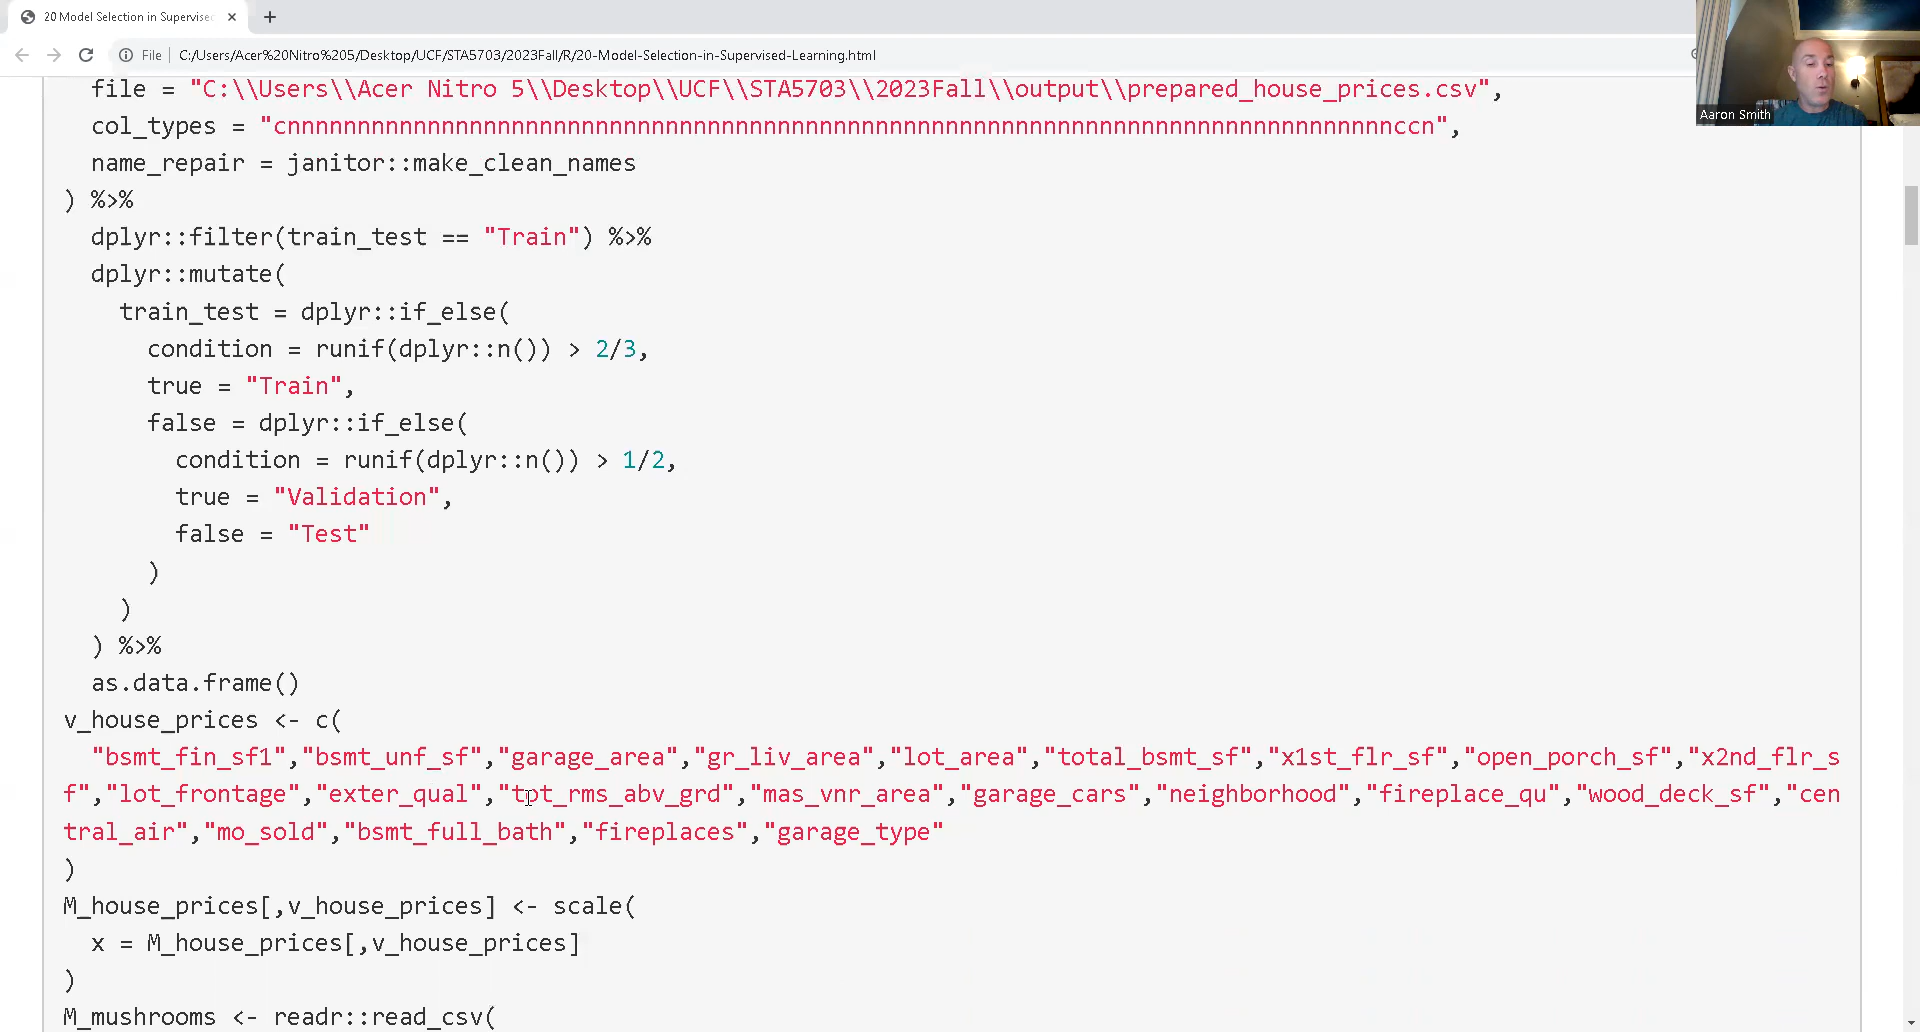 20 Model Selection in Supervised
File
C:/Users/Acer%20Nitro%205/Desktop/UCF/STA5703/2023Fall/R/20-Model-Selection-in-Supervised-Learning.html
Aaron Smith
file = "C:\\Users\\Acer Nitro 5\\Desktop\\UCF\\STA5703\\2023Fall\\output\\prepared_house_prices.csv",
col_types = "cnnnnnnnnnnnnnnnnnnnnnnnnnnnnnnnnnnnnnnnnnnnnnnnnnnnnnnnnnnnnnnnnnnnnnnnnnnnnnnnccn",
name_repair = janitor::make_clean_names
) %>%
dplyr::filter(train_test == "Train") %>%
dplyr::mutate(
train_test = dplyr::if_else(
condition = runif(dplyr::n()) > 2/3,
true = "Train",
false = dplyr::if_else(
condition = runif(dplyr::n()) > 1/2,
true = "Validation",
false = "Test"
)
)
) %>%
as.data.frame()
v_house_prices <- c(
"bsmt_fin_sf1","bsmt_unf_sf","garage_area","gr_liv_area","lot_area","total_bsmt_sf","x1st_flr_sf","open_porch_sf","x2nd_flr_s
f","lot_frontage","exter_qual","tot_rms_abv_grd","mas_vnr_area","garage_cars","neighborhood","fireplace_qu","wood_deck_sf","cen
tral_air","mo_sold","bsmt_full_bath","fireplaces","garage_type"
)
M_house_prices[,v_house_prices] <- scale(
x = M_house_prices[,v_house_prices]
)
M_mushrooms <- readr::read_csv(